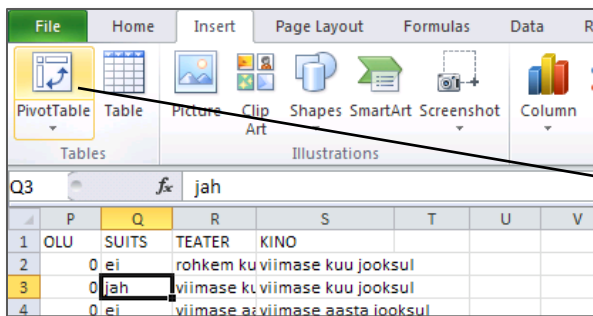 File Home Insert Page Layout Formulas Data R
PivotTable Table Picture Clip Art Shapes SmartArt Screenshot Column
Tables Illustrations
Q3 fx jah
P Q R S T U V
1 OLU SUITS TEATER KINO
2 0 ei rohkem ku viimase kuu jooksul
3 0 jah viimase ku viimase kuu jooksul
4 0 ei viimase aa viimase aasta jooksul